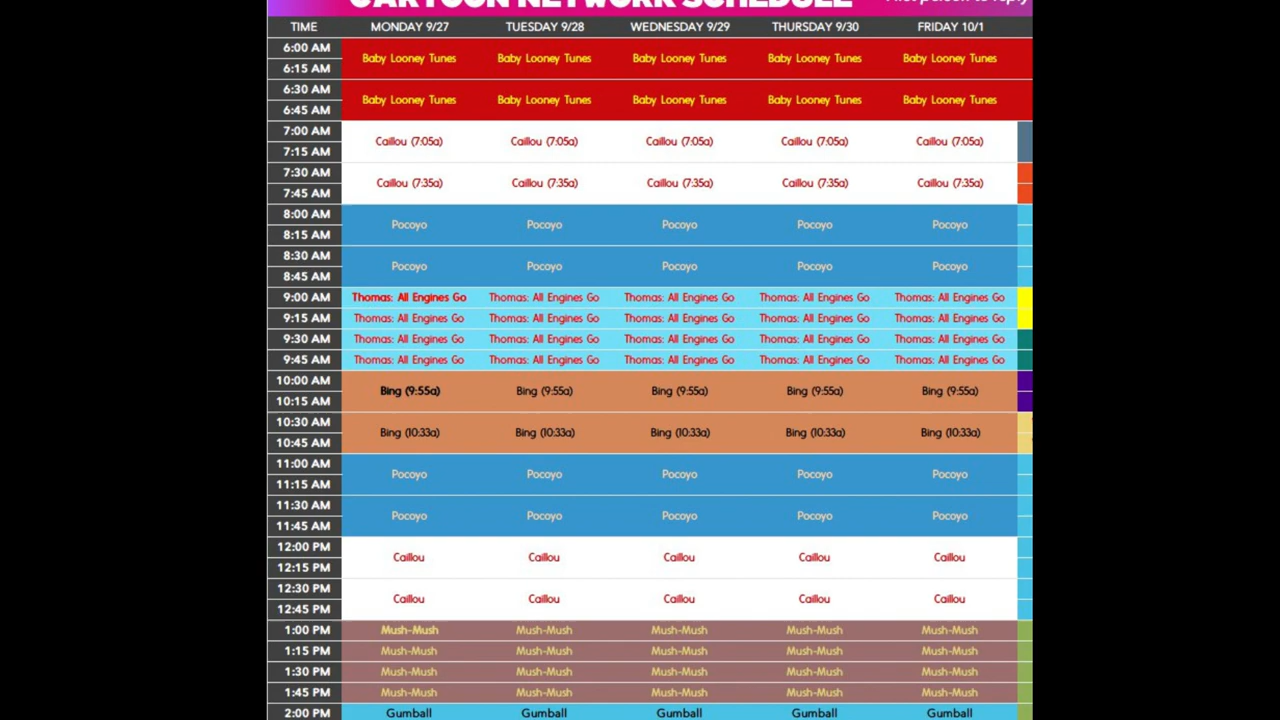 CARTOON NETWORK SCHEDULE
TIME MONDAY 9/27 TUESDAY 9/28 WEDNESDAY 9/29 THURSDAY 9/30 FRIDAY 10/1
6:00 AM
Baby Looney Tunes Baby Looney Tunes Baby Looney Tunes Baby Looney Tunes Baby Looney Tunes
6:15 AM
6:30 AM
Baby Looney Tunes Baby Looney Tunes Baby Looney Tunes Baby Looney Tunes Baby Looney Tunes
6:45 AM
7:00 AM
Caillou (7:05a) Caillou (7:05a) Caillou (7:05a) Caillou (7:05a) Caillou (7:05a)
7:15 AM
7:30 AM
Caillou (7:35a) Caillou (7:35a) Caillou (7:35a) Caillou (7:35a) Caillou (7:35a)
7:45 AM
8:00 AM
Pocoyo Pocoyo Pocoyo Pocoyo Pocoyo
8:15 AM
8:30 AM
Pocoyo Pocoyo Pocoyo Pocoyo Pocoyo
8:45 AM
9:00 AM Thomas: All Engines Go Thomas: All Engines Go Thomas: All Engines Go Thomas: All Engines Go Thomas: All Engines Go
9:15 AM Thomas: All Engines Go Thomas: All Engines Go Thomas: All Engines Go Thomas: All Engines Go Thomas: All Engines Go
9:30 AM Thomas: All Engines Go Thomas: All Engines Go Thomas: All Engines Go Thomas: All Engines Go Thomas: All Engines Go
9:45 AM Thomas: All Engines Go Thomas: All Engines Go Thomas: All Engines Go Thomas: All Engines Go Thomas: All Engines Go
10:00 AM
Bing (9:55a) Bing (9:55a) Bing (9:55a) Bing (9:55a) Bing (9:55a)
10:15 AM
10:30 AM
Bing (10:33a) Bing (10:33a) Bing (10:33a) Bing (10:33a) Bing (10:33a)
10:45 AM
11:00 AM
Pocoyo Pocoyo Pocoyo Pocoyo Pocoyo
11:15 AM
11:30 AM
Pocoyo Pocoyo Pocoyo Pocoyo Pocoyo
11:45 AM
12:00 PM
Caillou Caillou Caillou Caillou Caillou
12:15 PM
12:30 PM
Caillou Caillou Caillou Caillou Caillou
12:45 PM
1:00 PM Mush-Mush Mush-Mush Mush-Mush Mush-Mush Mush-Mush
1:15 PM Mush-Mush Mush-Mush Mush-Mush Mush-Mush Mush-Mush
1:30 PM Mush-Mush Mush-Mush Mush-Mush Mush-Mush Mush-Mush
1:45 PM Mush-Mush Mush-Mush Mush-Mush Mush-Mush Mush-Mush
2:00 PM Gumball Gumball Gumball Gumball Gumball